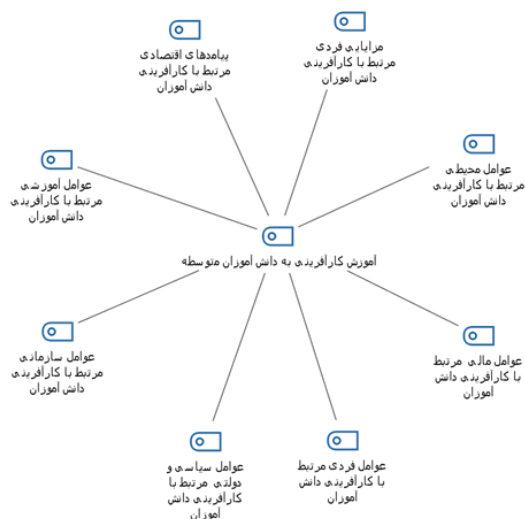 پیامدهای اقتصادی
مرتبط با کارآفرینی
دانش آموزان
مزایایی فردی
مرتبط با کارآفرینی
دانش آموزان
عوامل محیطی
مرتبط با کارآفرینی
دانش آموزان
عوامل آموزشی
مرتبط با کارآفرینی
دانش آموزان
آموزش کارآفرینی به دانش آموزان متوسطه
عوامل مالی مرتبط
با کارآفرینی دانش
آموزان
عوامل سازمانی
مرتبط با کارآفرینی
دانش آموزان
عوامل فردی مرتبط
با کارآفرینی دانش
آموزان
عوامل سیاسی و
دولتی مرتبط با
کارآفرینی دانش
آموزان